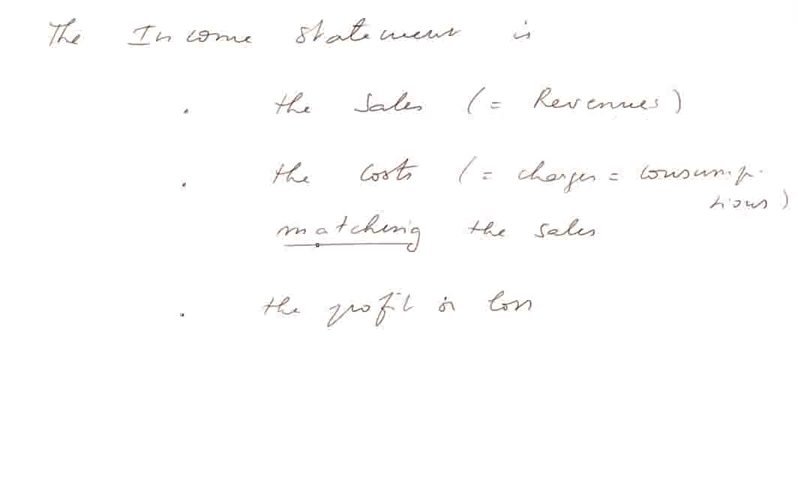 The Income statement is
. the Sales (= Revenues)
. the Costs (= charges = consump-
tions)
matching the sales
. the profit or loss